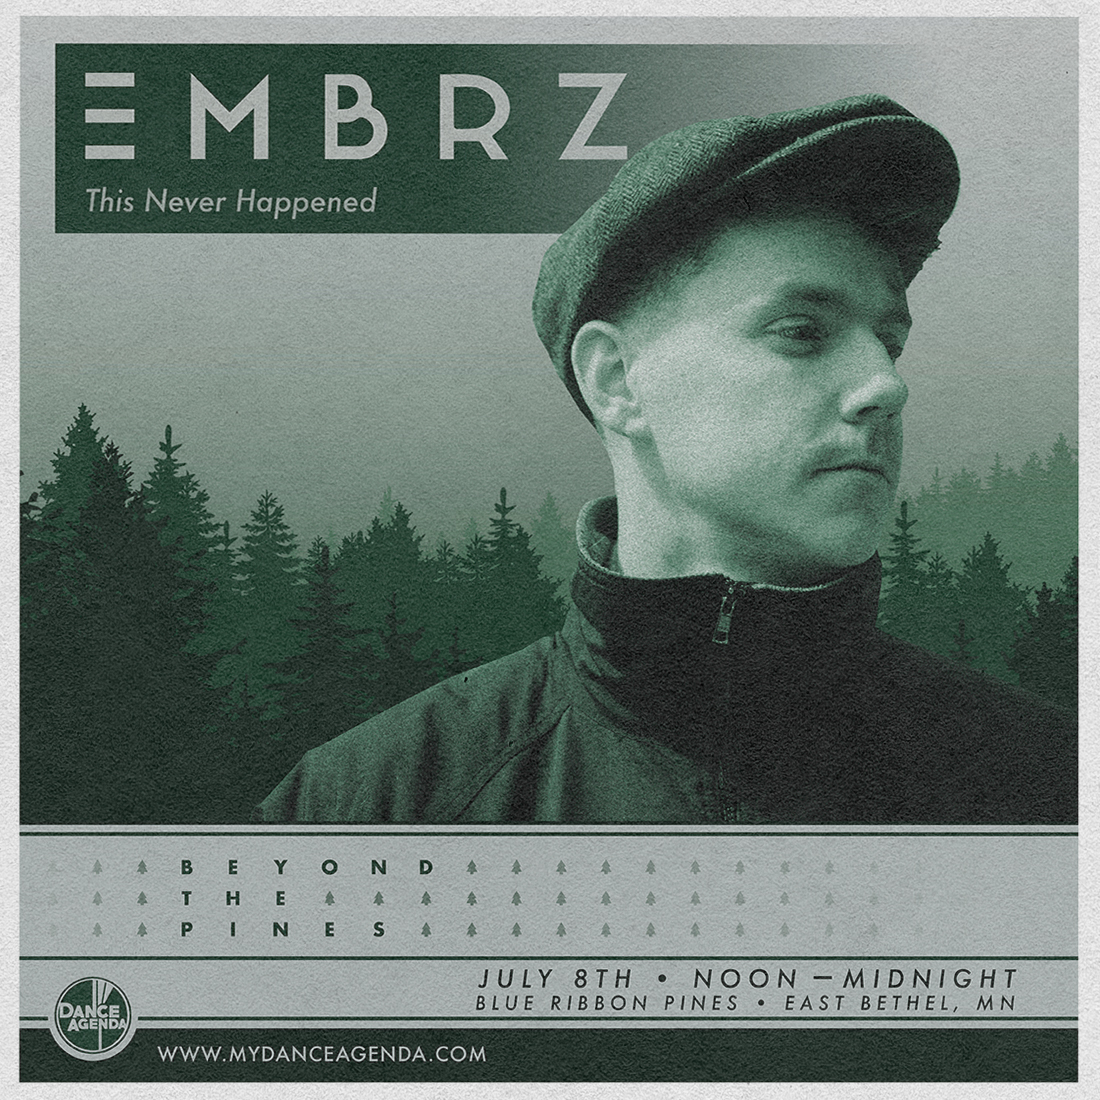 EMBRZ
This Never Happened
BEYOND
THE
PINES
JULY 8TH • NOON – MIDNIGHT
BLUE RIBBON PINES • EAST BETHEL, MN
DANCE
AGENDA
WWW.MYDANCEAGENDA.COM